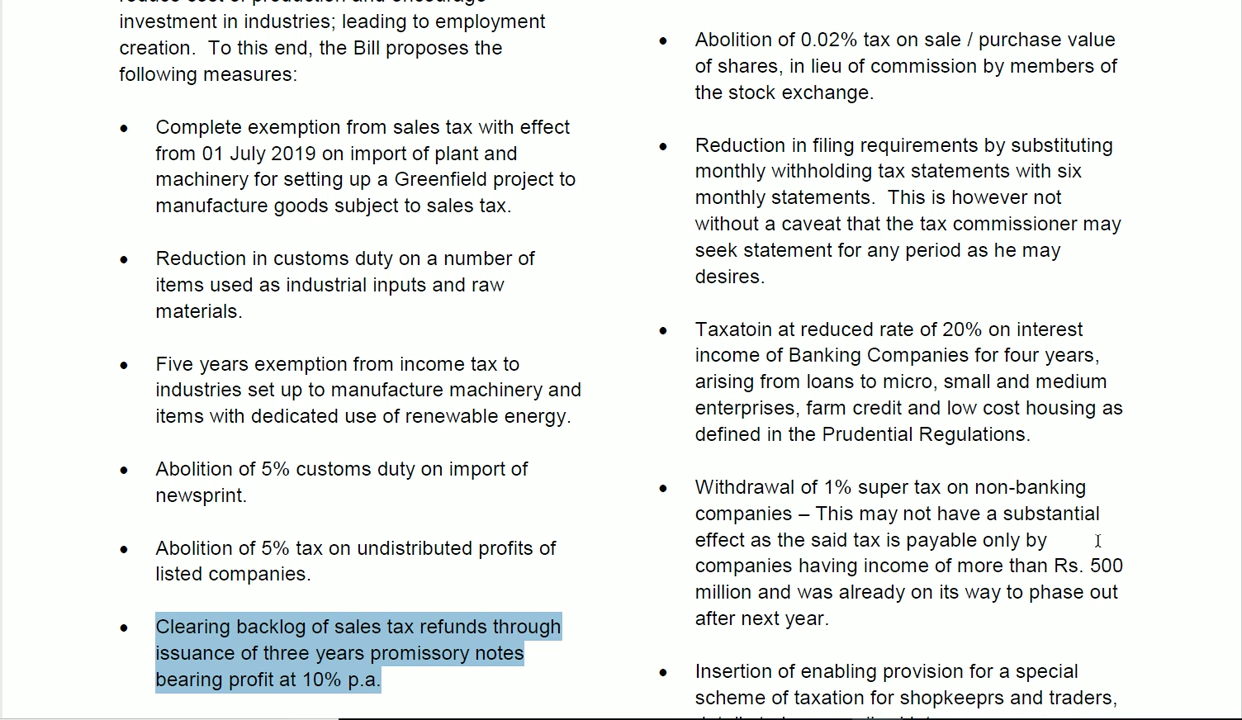 investment in industries; leading to employment
creation.  To this end, the Bill proposes the
following measures:
● Complete exemption from sales tax with effect
from 01 July 2019 on import of plant and
machinery for setting up a Greenfield project to
manufacture goods subject to sales tax.
● Reduction in customs duty on a number of
items used as industrial inputs and raw
materials.
● Five years exemption from income tax to
industries set up to manufacture machinery and
items with dedicated use of renewable energy.
● Abolition of 5% customs duty on import of
newsprint.
● Abolition of 5% tax on undistributed profits of
listed companies.
● Clearing backlog of sales tax refunds through
issuance of three years promissory notes
bearing profit at 10% p.a.
● Abolition of 0.02% tax on sale / purchase value
of shares, in lieu of commission by members of
the stock exchange.
● Reduction in filing requirements by substituting
monthly withholding tax statements with six
monthly statements.  This is however not
without a caveat that the tax commissioner may
seek statement for any period as he may
desires.
● Taxatoin at reduced rate of 20% on interest
income of Banking Companies for four years,
arising from loans to micro, small and medium
enterprises, farm credit and low cost housing as
defined in the Prudential Regulations.
● Withdrawal of 1% super tax on non-banking
companies – This may not have a substantial
effect as the said tax is payable only by
companies having income of more than Rs. 500
million and was already on its way to phase out
after next year.
● Insertion of enabling provision for a special
scheme of taxation for shopkeeprs and traders,